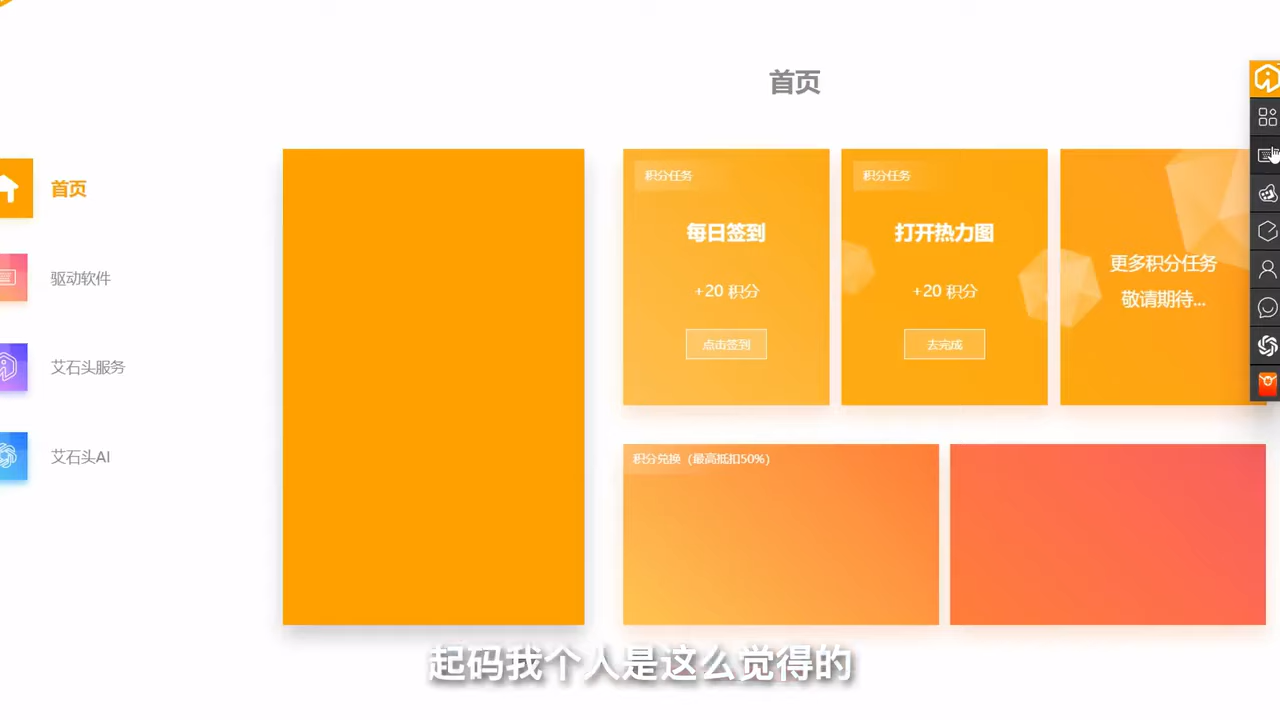 首页
首页
驱动软件
艾石头服务
艾石头AI
积分任务
每日签到
+20 积分
点击签到
积分任务
打开热力图
+20 积分
去完成
更多积分任务
敬请期待...
积分兑换（最高抵扣50%）
起码我个人是这么觉得的